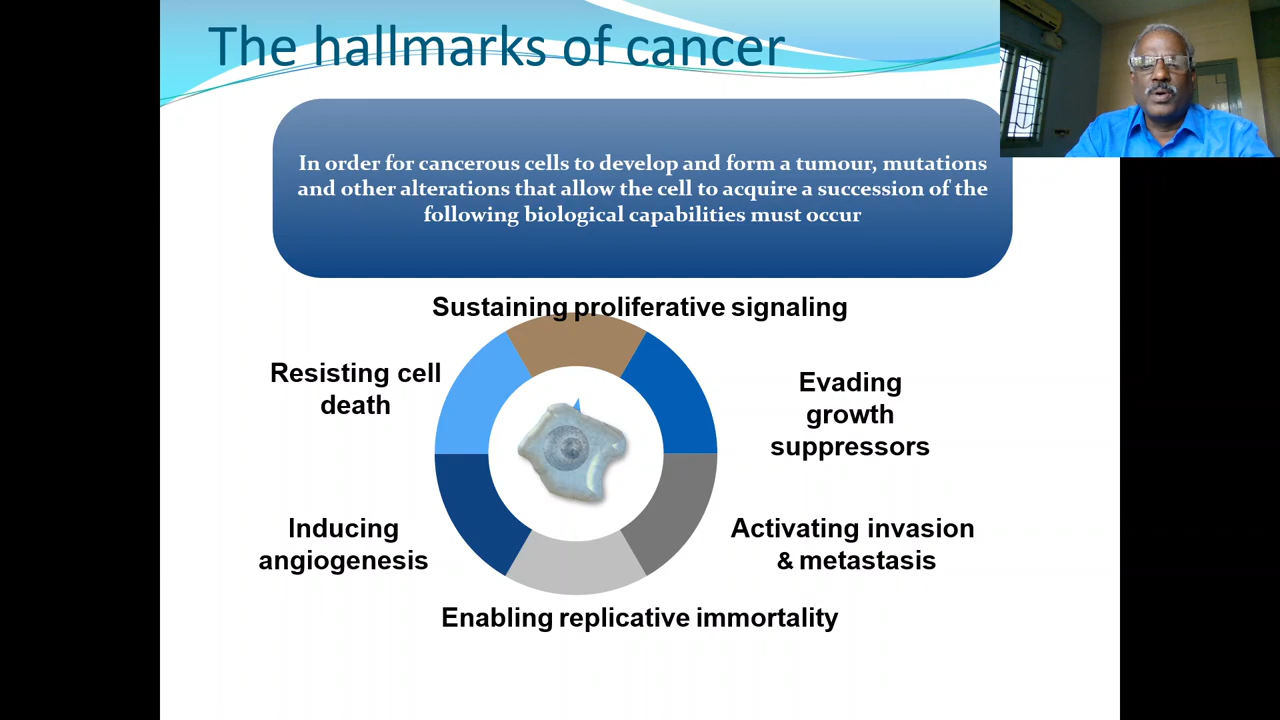 The hallmarks of cancer
In order for cancerous cells to develop and form a tumour, mutations
and other alterations that allow the cell to acquire a succession of the
following biological capabilities must occur
Sustaining proliferative signaling
Resisting cell
death
Evading
growth
suppressors
Inducing
angiogenesis
Activating invasion
& metastasis
Enabling replicative immortality